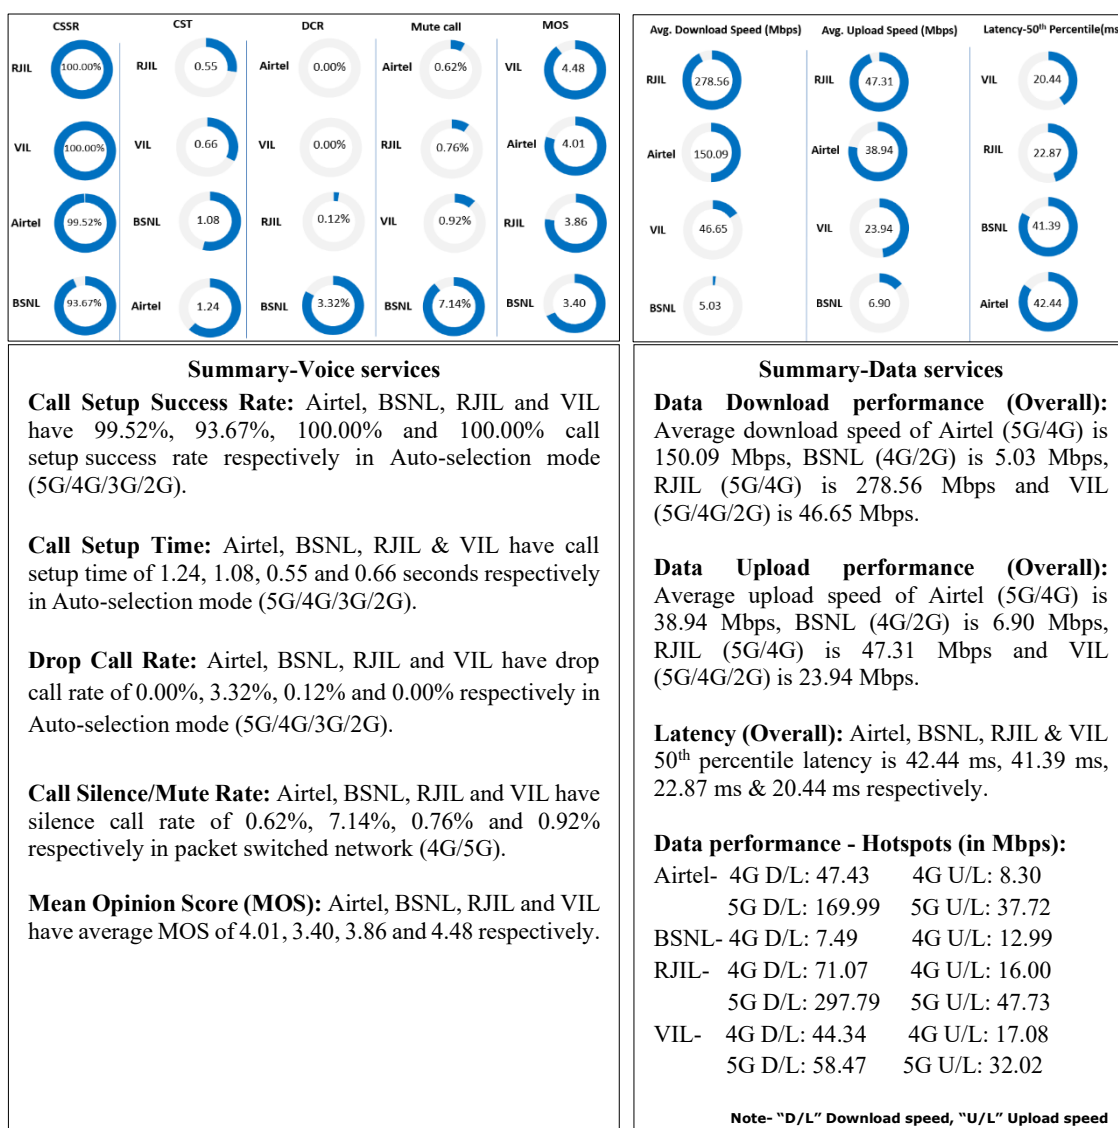 CSSR CST DCR Mute call MOS
RJIL 100.00% RJIL 0.55 Airtel 0.00% Airtel 0.62% VIL 4.48
VIL 100.00% VIL 0.66 VIL 0.00% RJIL 0.76% Airtel 4.01
Airtel 99.52% BSNL 1.08 RJIL 0.12% VIL 0.92% RJIL 3.86
BSNL 93.67% Airtel 1.24 BSNL 3.32% BSNL 7.14% BSNL 3.40
Avg. Download Speed (Mbps) Avg. Upload Speed (Mbps) Latency-50th Percentile(ms
RJIL 278.56 RJIL 47.31 VIL 20.44
Airtel 150.09 Airtel 38.94 RJIL 22.87
VIL 46.65 VIL 23.94 BSNL 41.39
BSNL 5.03 BSNL 6.90 Airtel 42.44
Summary-Voice services
Call Setup Success Rate: Airtel, BSNL, RJIL and VIL
have 99.52%, 93.67%, 100.00% and 100.00% call
setup success rate respectively in Auto-selection mode
(5G/4G/3G/2G).
Call Setup Time: Airtel, BSNL, RJIL & VIL have call
setup time of 1.24, 1.08, 0.55 and 0.66 seconds respectively
in Auto-selection mode (5G/4G/3G/2G).
Drop Call Rate: Airtel, BSNL, RJIL and VIL have drop
call rate of 0.00%, 3.32%, 0.12% and 0.00% respectively in
Auto-selection mode (5G/4G/3G/2G).
Call Silence/Mute Rate: Airtel, BSNL, RJIL and VIL have
silence call rate of 0.62%, 7.14%, 0.76% and 0.92%
respectively in packet switched network (4G/5G).
Mean Opinion Score (MOS): Airtel, BSNL, RJIL and VIL
have average MOS of 4.01, 3.40, 3.86 and 4.48 respectively.
Summary-Data services
Data Download performance (Overall):
Average download speed of Airtel (5G/4G) is
150.09 Mbps, BSNL (4G/2G) is 5.03 Mbps,
RJIL (5G/4G) is 278.56 Mbps and VIL
(5G/4G/2G) is 46.65 Mbps.
Data Upload performance (Overall):
Average upload speed of Airtel (5G/4G) is
38.94 Mbps, BSNL (4G/2G) is 6.90 Mbps,
RJIL (5G/4G) is 47.31 Mbps and VIL
(5G/4G/2G) is 23.94 Mbps.
Latency (Overall): Airtel, BSNL, RJIL & VIL
50th percentile latency is 42.44 ms, 41.39 ms,
22.87 ms & 20.44 ms respectively.
Data performance - Hotspots (in Mbps):
Airtel- 4G D/L: 47.43 4G U/L: 8.30
5G D/L: 169.99 5G U/L: 37.72
BSNL- 4G D/L: 7.49 4G U/L: 12.99
RJIL- 4G D/L: 71.07 4G U/L: 16.00
5G D/L: 297.79 5G U/L: 47.73
VIL- 4G D/L: 44.34 4G U/L: 17.08
5G D/L: 58.47 5G U/L: 32.02
Note- “D/L” Download speed, “U/L” Upload speed